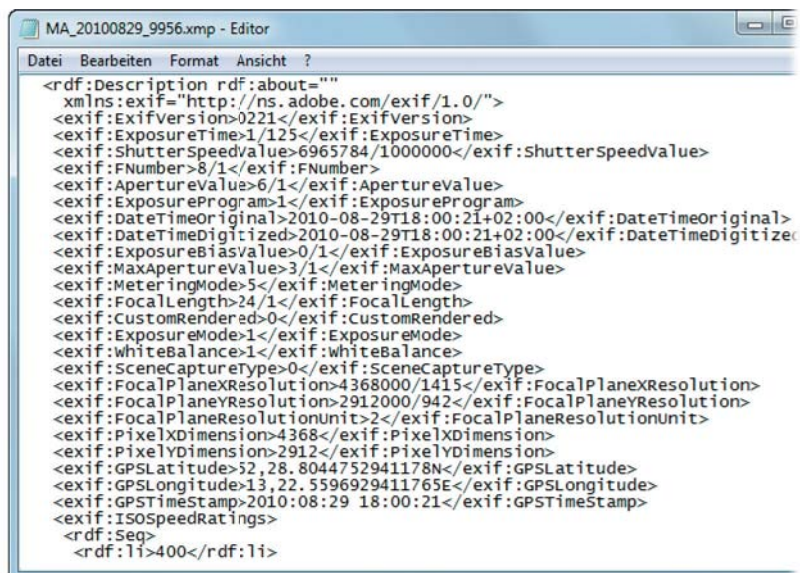 MA_20100829_9956.xmp - Editor
Datei Bearbeiten Format Ansicht ?
<rdf:Description rdf:about=""
xmlns:exif="http://ns.adobe.com/exif/1.0/">
<exif:ExifVersion>0221</exif:ExifVersion>
<exif:ExposureTime>1/125</exif:ExposureTime>
<exif:ShutterSpeedValue>6965784/1000000</exif:ShutterSpeedValue>
<exif:FNumber>8/1</exif:FNumber>
<exif:ApertureValue>6/1</exif:ApertureValue>
<exif:ExposureProgram>1</exif:ExposureProgram>
<exif:DateTimeOriginal>2010-08-29T18:00:21+02:00</exif:DateTimeOriginal>
<exif:DateTimeDigitized>2010-08-29T18:00:21+02:00</exif:DateTimeDigitized
<exif:ExposureBiasValue>0/1</exif:ExposureBiasValue>
<exif:MaxApertureValue>3/1</exif:MaxApertureValue>
<exif:MeteringMode>5</exif:MeteringMode>
<exif:FocalLength>24/1</exif:FocalLength>
<exif:CustomRendered>0</exif:CustomRendered>
<exif:ExposureMode>1</exif:ExposureMode>
<exif:WhiteBalance>1</exif:WhiteBalance>
<exif:SceneCaptureType>0</exif:SceneCaptureType>
<exif:FocalPlaneXResolution>4368000/1415</exif:FocalPlaneXResolution>
<exif:FocalPlaneYResolution>2912000/942</exif:FocalPlaneYResolution>
<exif:FocalPlaneResolutionUnit>2</exif:FocalPlaneResolutionUnit>
<exif:PixelXDimension>4368</exif:PixelXDimension>
<exif:PixelYDimension>2912</exif:PixelYDimension>
<exif:GPSLatitude>52,28.8044752941178N</exif:GPSLatitude>
<exif:GPSLongitude>13,22.5596929411765E</exif:GPSLongitude>
<exif:GPSTimeStamp>2010:08:29 18:00:21</exif:GPSTimeStamp>
<exif:ISOSpeedRatings>
<rdf:Seq>
<rdf:li>400</rdf:li>